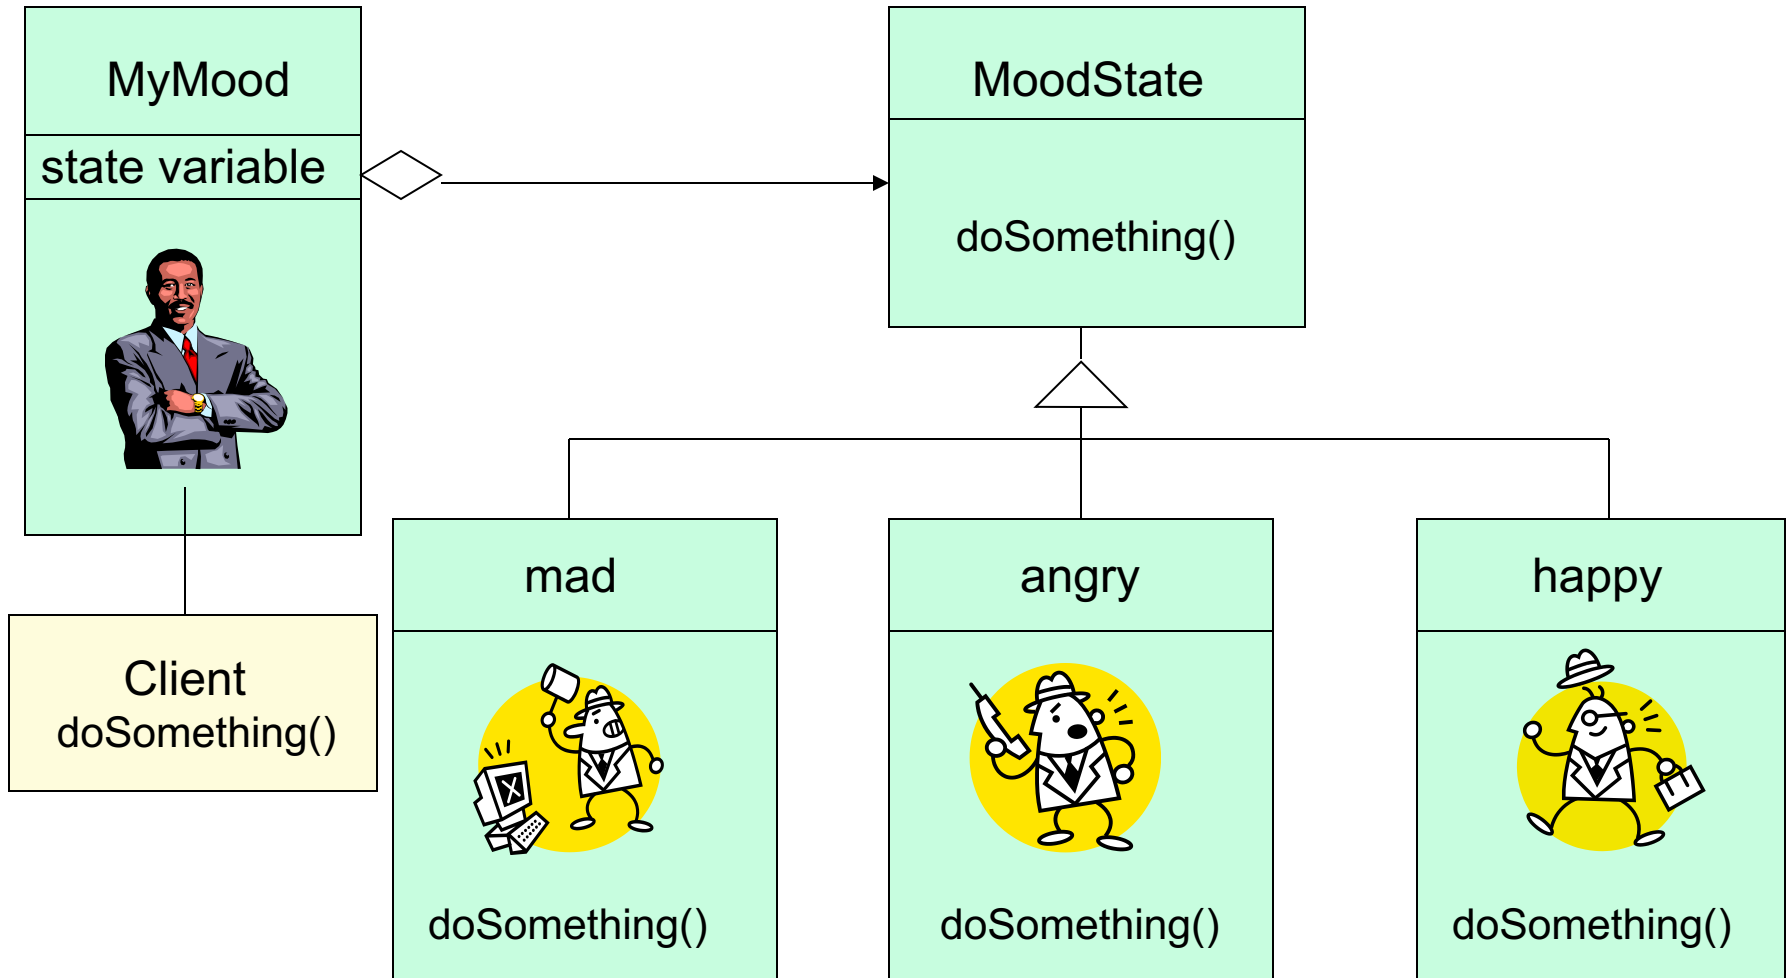 MyMood
state variable
MoodState
doSomething()
Client
doSomething()
mad
doSomething()
angry
doSomething()
happy
doSomething()